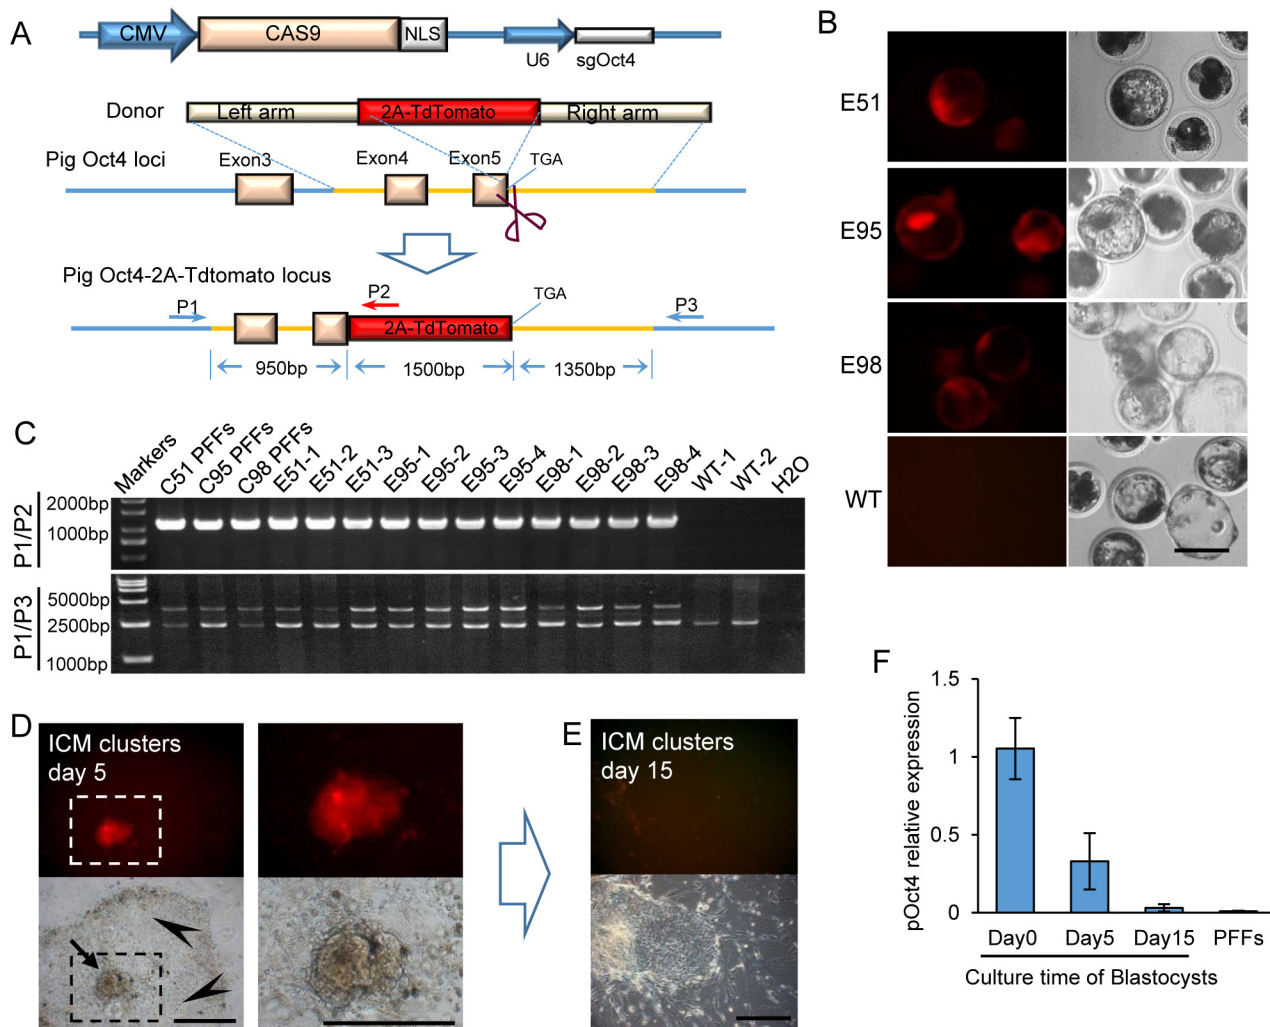 A
CMV
CAS9
NLS
U6
sgOct4
Donor
Left arm
2A-TdTomato
Right arm
Pig Oct4 loci
Exon3
Exon4
Exon5
TGA
Pig Oct4-2A-Tdtomato locus
P1
P2
TGA
P3
2A-TdTomato
950bp
1500bp
1350bp
B
E51
E95
E98
WT
C
Markers
C51 PFFs
C95 PFFs
C98 PFFs
E51-1
E51-2
E51-3
E95-1
E95-2
E95-3
E95-4
E98-1
E98-2
E98-3
E98-4
WT-1
WT-2
H2O
P1/P2
2000bp
1000bp
P1/P3
5000bp
2500bp
1000bp
D
ICM clusters
day 5
E
ICM clusters
day 15
F
pOct4 relative expression
1.5
1
0.5
0
Day0
Day5
Day15
PFFs
Culture time of Blastocysts